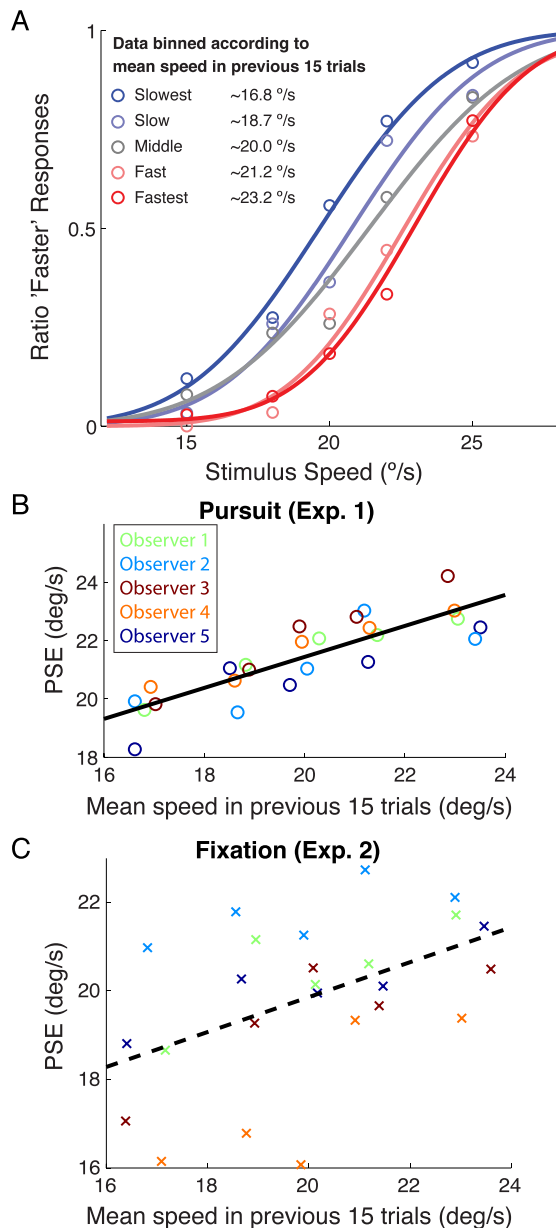 A
Data binned according to
mean speed in previous 15 trials
Slowest ~16.8 º/s
Slow ~18.7 º/s
Middle ~20.0 º/s
Fast ~21.2 º/s
Fastest ~23.2 º/s
1
0.5
0
Ratio 'Faster' Responses
15 20 25
Stimulus Speed (º/s)
B
Pursuit (Exp. 1)
Observer 1
Observer 2
Observer 3
Observer 4
Observer 5
24
22
20
18
PSE (deg/s)
16 18 20 22 24
Mean speed in previous 15 trials (deg/s)
C
Fixation (Exp. 2)
22
20
18
16
PSE (deg/s)
16 18 20 22 24
Mean speed in previous 15 trials (deg/s)